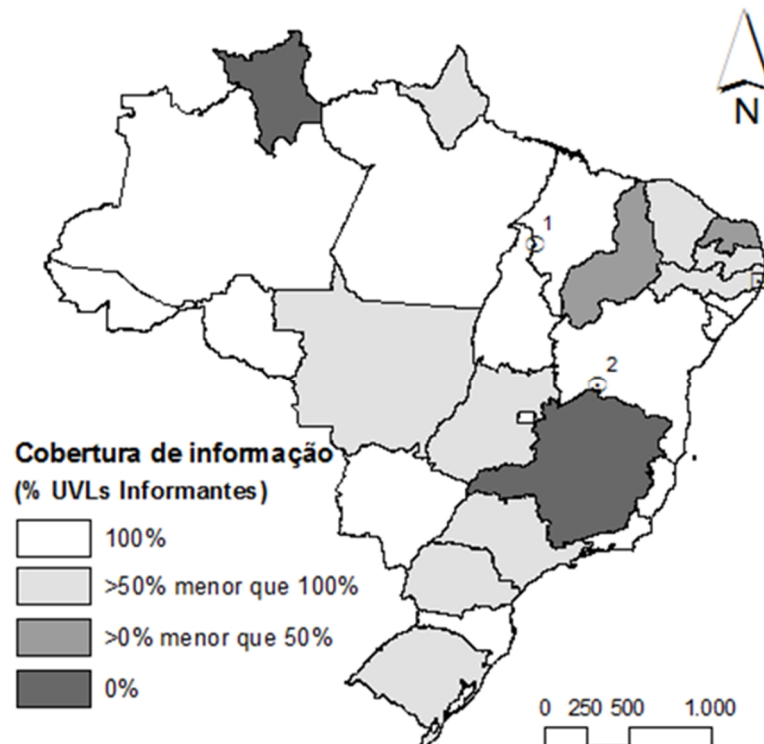 N
1
2
Cobertura de informação
(% UVLs Informantes)
100%
>50% menor que 100%
>0% menor que 50%
0%
0 250 500 1.000